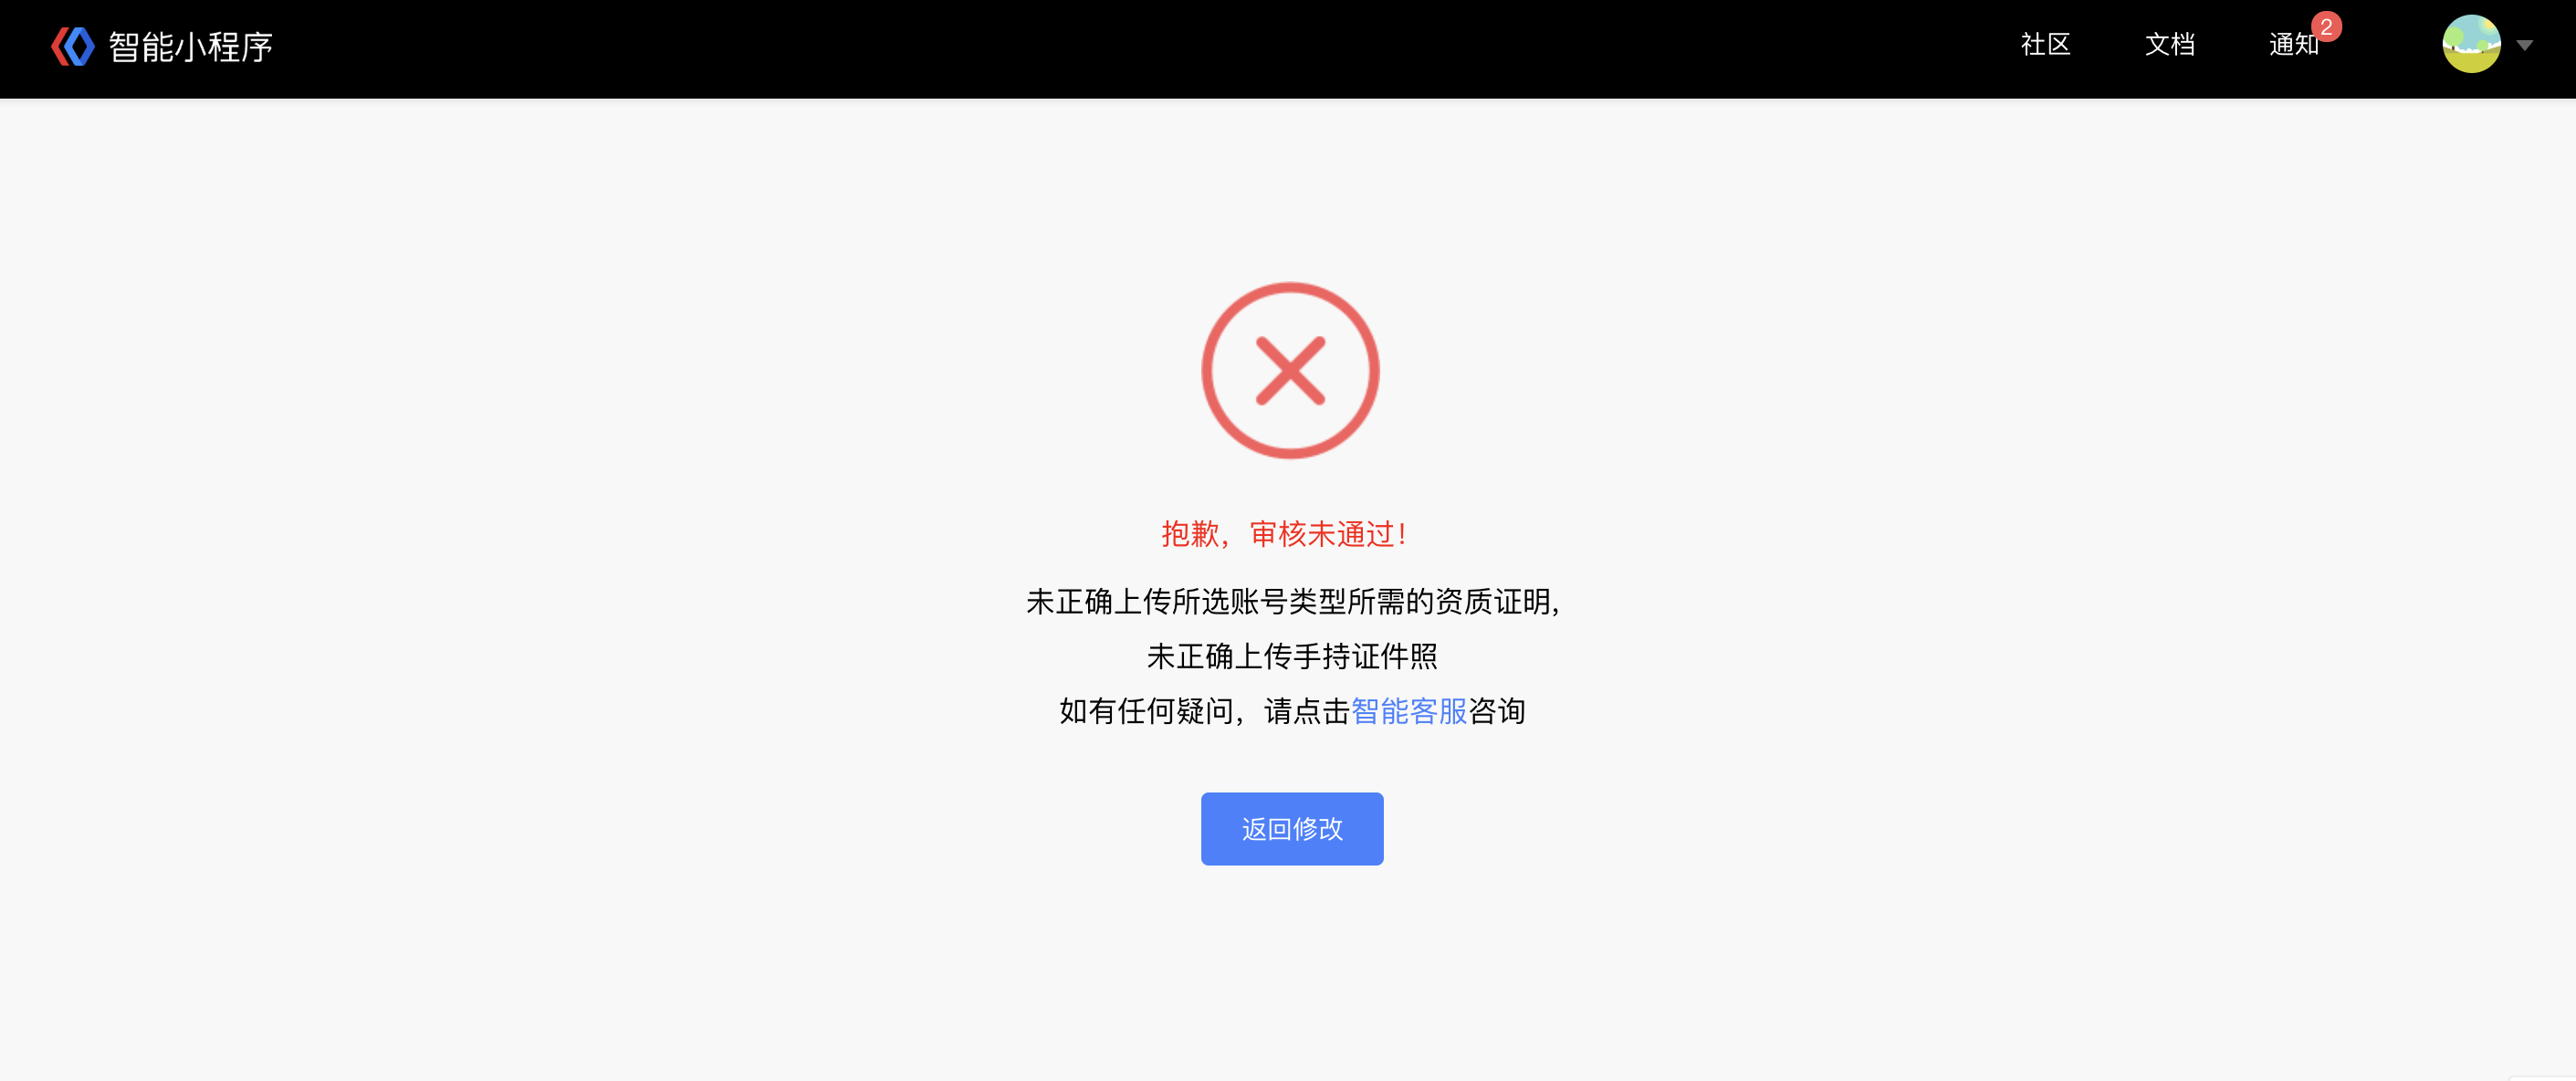 智能小程序
社区
文档
通知
2
抱歉，审核未通过！
未正确上传所选账号类型所需的资质证明,
未正确上传手持证件照
如有任何疑问，请点击智能客服咨询
返回修改